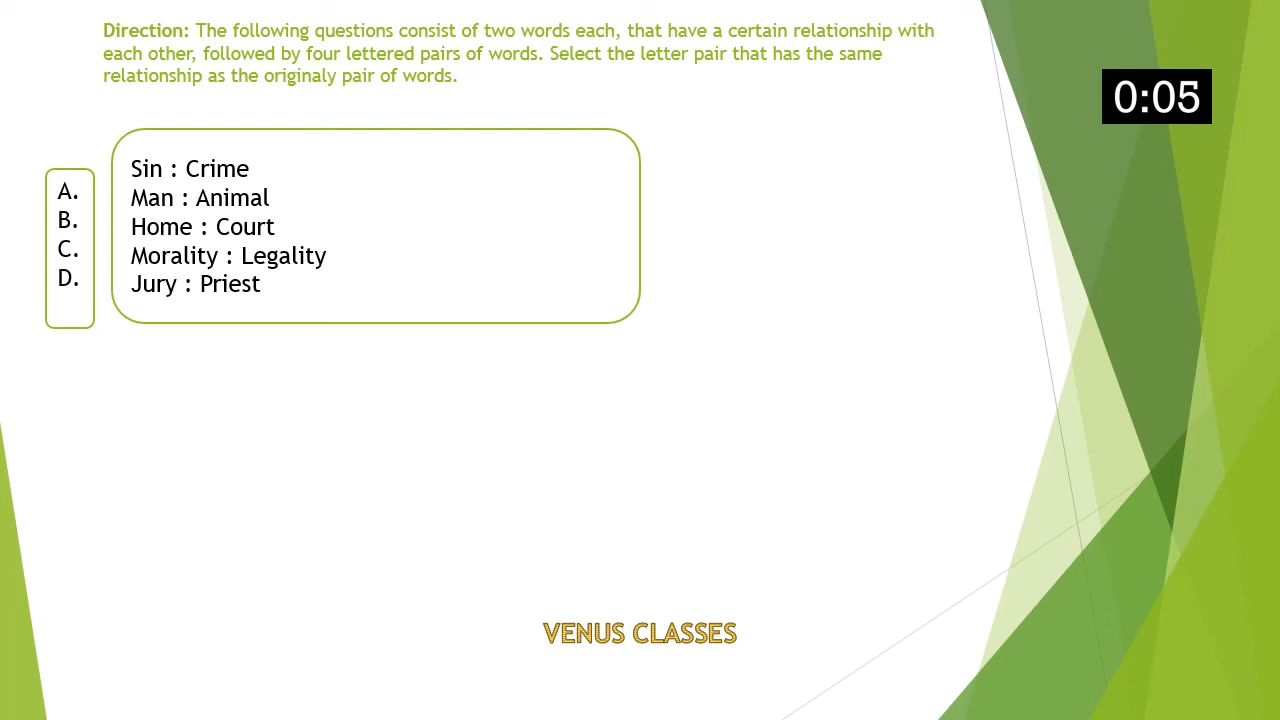 Direction: The following questions consist of two words each, that have a certain relationship with
each other, followed by four lettered pairs of words. Select the letter pair that has the same
relationship as the originaly pair of words.
0:05
Sin : Crime
A. Man : Animal
B. Home : Court
C. Morality : Legality
D. Jury : Priest
VENUS CLASSES